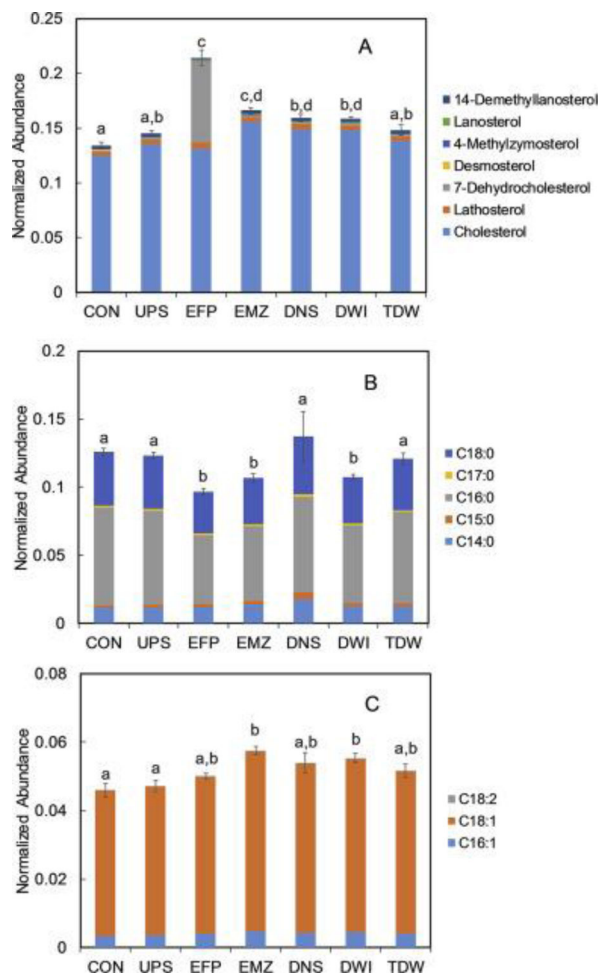 0.25
A
c
0.2
c,d
b,d
b,d
a,b
a,b
a
0.15
0.1
0.05
0
Normalized Abundance
CON UPS EFP EMZ DNS DWI TDW
14-Demethyllanosterol
Lanosterol
4-Methylzymosterol
Desmosterol
7-Dehydrocholesterol
Lathosterol
Cholesterol
0.2
B
a
a
a
b
b
a
b
a
0.15
0.1
0.05
0
Normalized Abundance
CON UPS EFP EMZ DNS DWI TDW
C18:0
C17:0
C16:0
C15:0
C14:0
0.08
C
a
a
a,b
b
a,b
b
a,b
0.06
0.04
0.02
0
Normalized Abundance
CON UPS EFP EMZ DNS DWI TDW
C18:2
C18:1
C16:1